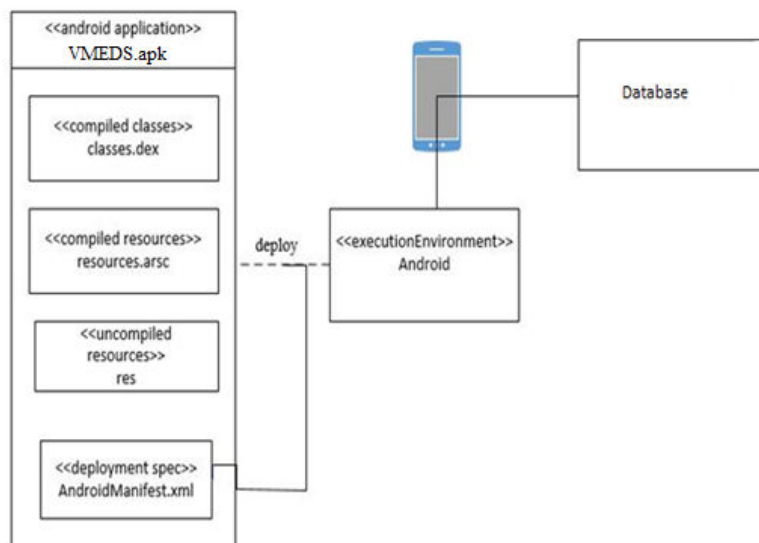 <<android application>>
VMEDS.apk
<<compiled classes>>
classes.dex
<<compiled resources>>
resources.arsc
<<uncompiled
resources>>
res
<<deployment spec>>
AndroidManifest.xml
deploy
<<executionEnvironment>>
Android
Database